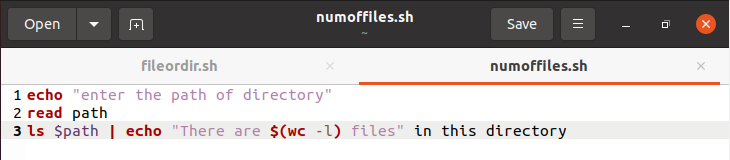 Open numoffiles.sh Save
~
fileordir.sh × numoffiles.sh ×
1 echo "enter the path of directory"
2 read path
3 ls $path | echo "There are $(wc -l) files" in this directory